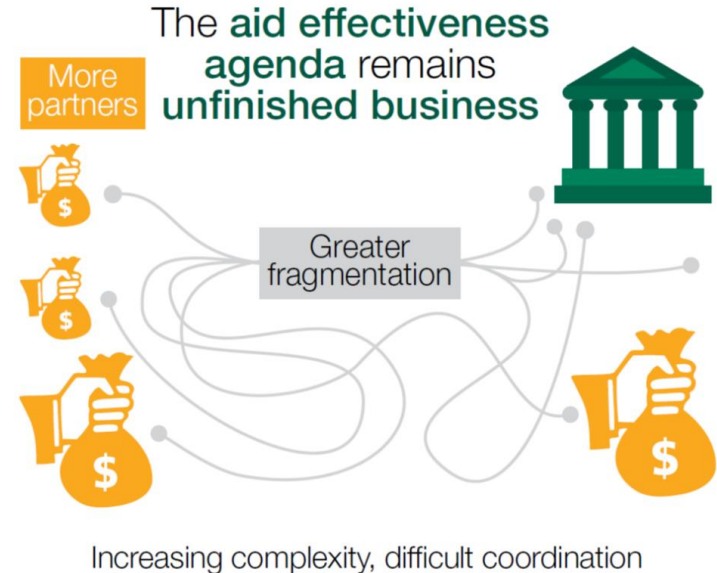 The aid effectiveness
agenda remains
unfinished business
More
partners
$
$
Greater
fragmentation
$
$
Increasing complexity, difficult coordination